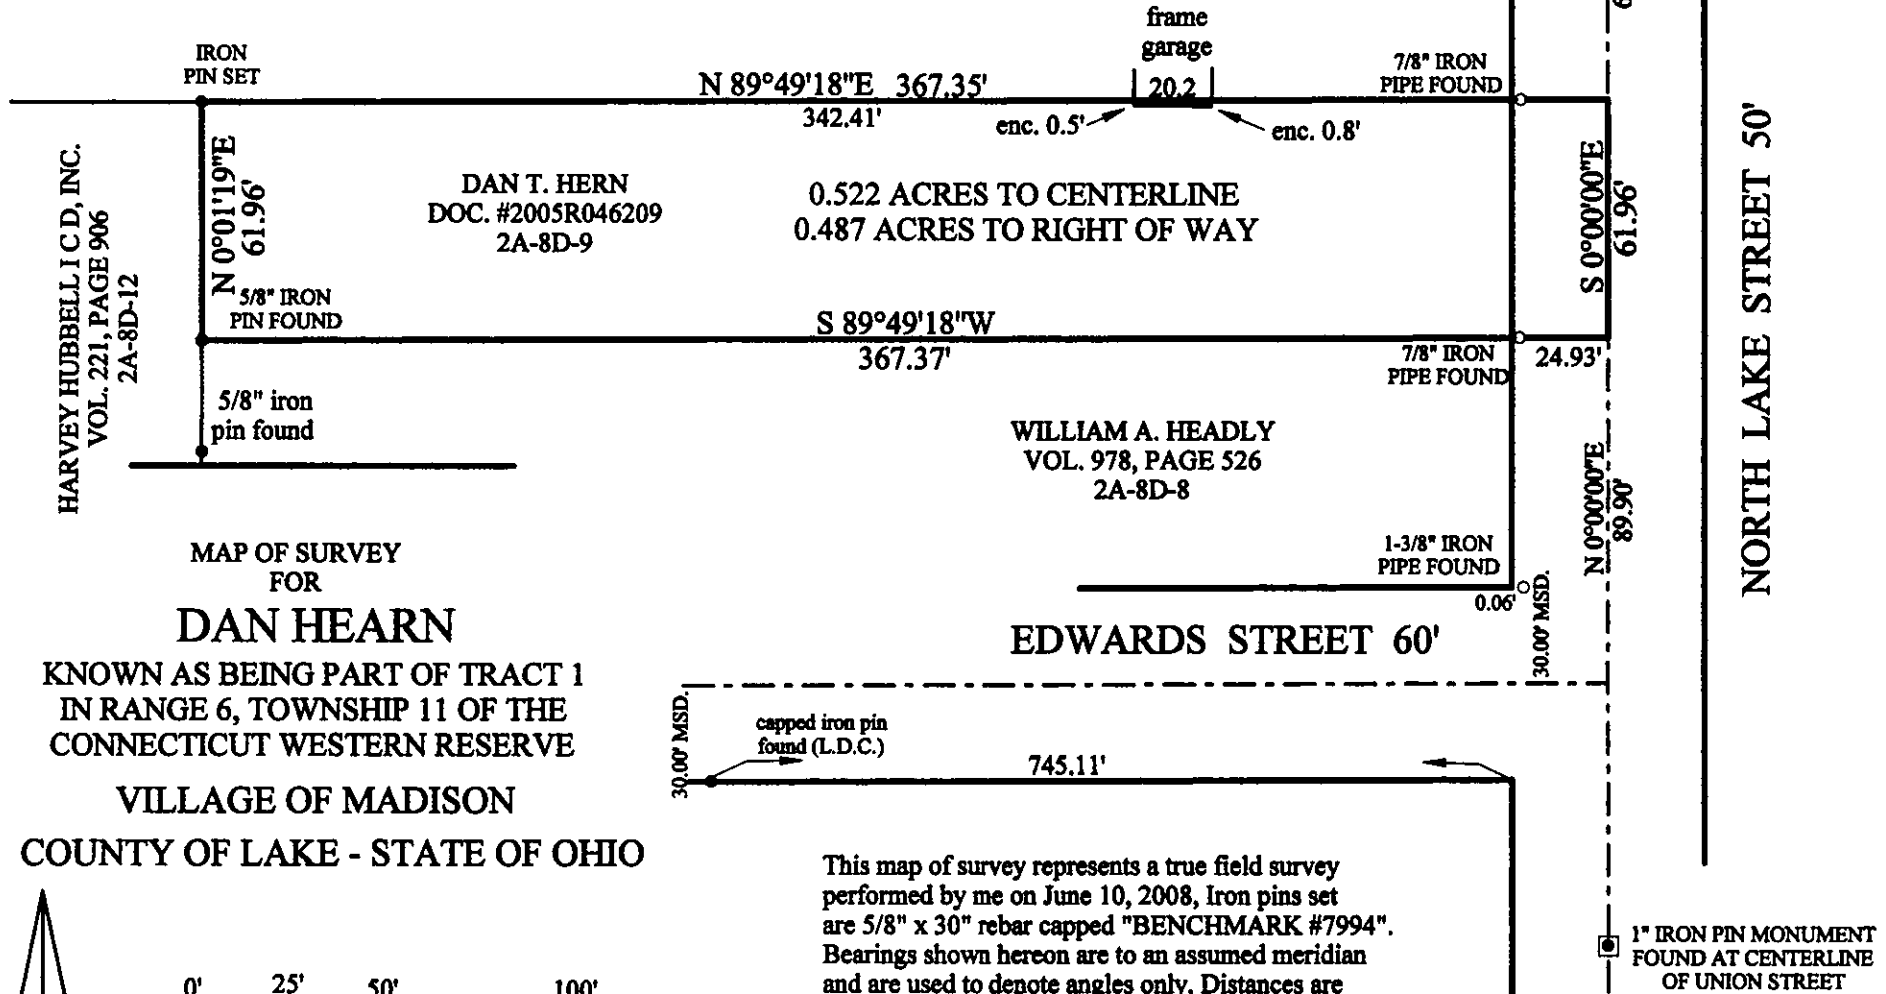 frame
garage
20.2
IRON
PIN SET
N 89°49'18"E 367.35'
342.41'
enc. 0.5'
enc. 0.8'
7/8" IRON
PIPE FOUND
HARVEY HUBBELL I C D, INC.
VOL. 221, PAGE 906
2A-8D-12
N 0°01'19"E
61.96'
DAN T. HERN
DOC. #2005R046209
2A-8D-9
0.522 ACRES TO CENTERLINE
0.487 ACRES TO RIGHT OF WAY
S 0°00'00"E
61.96'
NORTH LAKE STREET 50'
5/8" IRON
PIN FOUND
S 89°49'18"W
367.37'
7/8" IRON
PIPE FOUND
24.93'
5/8" iron
pin found
WILLIAM A. HEADLY
VOL. 978, PAGE 526
2A-8D-8
N 0°00'00"E
89.90'
1-3/8" IRON
PIPE FOUND
0.06'
30.00' MSD.
EDWARDS STREET 60'
MAP OF SURVEY
FOR
DAN HEARN
KNOWN AS BEING PART OF TRACT 1
IN RANGE 6, TOWNSHIP 11 OF THE
CONNECTICUT WESTERN RESERVE
VILLAGE OF MADISON
COUNTY OF LAKE - STATE OF OHIO
30.00' MSD.
capped iron pin
found (L.D.C.)
745.11'
This map of survey represents a true field survey
performed by me on June 10, 2008, Iron pins set
are 5/8" x 30" rebar capped "BENCHMARK #7994".
Bearings shown hereon are to an assumed meridian
and are used to denote angles only. Distances are
1" IRON PIN MONUMENT
FOUND AT CENTERLINE
OF UNION STREET
0' 25' 50' 100'